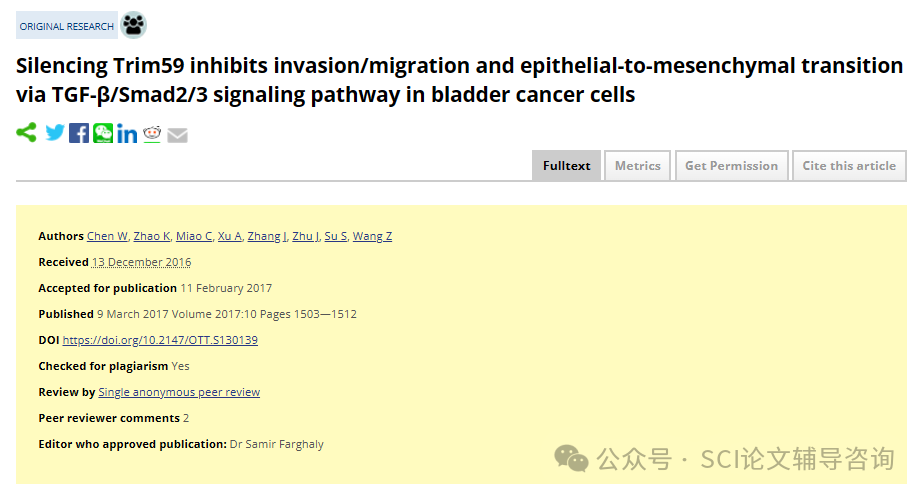 ORIGINAL RESEARCH
Silencing Trim59 inhibits invasion/migration and epithelial-to-mesenchymal transition
via TGF-β/Smad2/3 signaling pathway in bladder cancer cells
Fulltext Metrics Get Permission Cite this article
Authors Chen W, Zhao K, Miao C, Xu A, Zhang J, Zhu J, Su S, Wang Z
Received 13 December 2016
Accepted for publication 11 February 2017
Published 9 March 2017 Volume 2017:10 Pages 1503—1512
DOI https://doi.org/10.2147/OTT.S130139
Checked for plagiarism Yes
Review by Single anonymous peer review
Peer reviewer comments 2
Editor who approved publication: Dr Samir Farghaly
公众号 · SCI论文辅导咨询